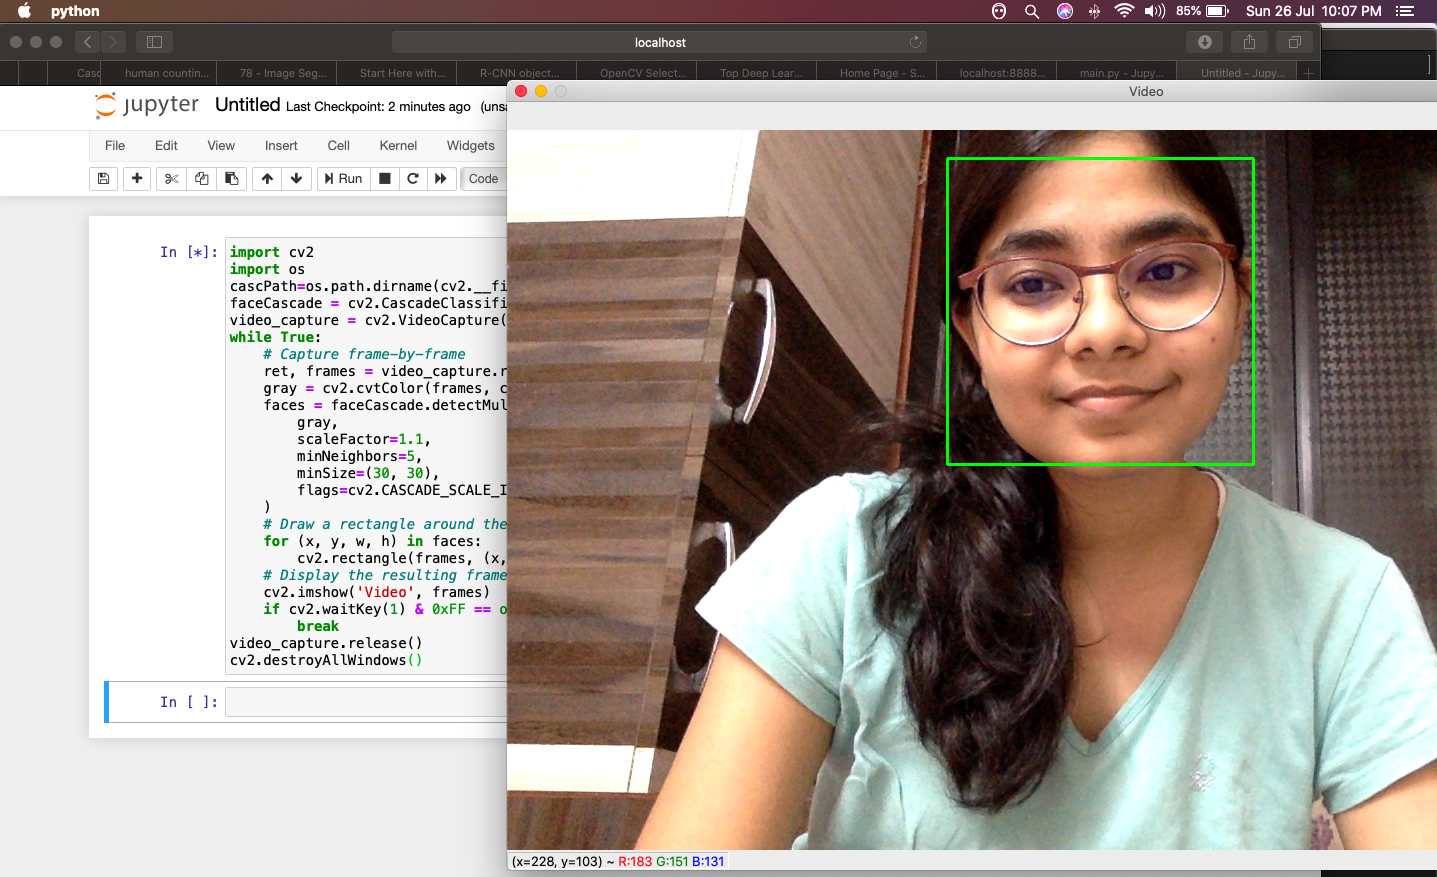 python
85%
Sun 26 Jul 10:07 PM
localhost
Casc
human countin...
78 - Image Seg...
Start Here with...
R-CNN object...
OpenCV Select...
Top Deep Lear...
Home Page - S...
localhost:8888...
main.py - Jupy...
Untitled - Jupy...
Video
jupyter Untitled Last Checkpoint: 2 minutes ago (unsa
File Edit View Insert Cell Kernel Widgets
Run Code
In [*]:
import cv2
import os
cascPath=os.path.dirname(cv2.__fi
faceCascade = cv2.CascadeClassifi
video_capture = cv2.VideoCapture(
while True:
    # Capture frame-by-frame
    ret, frames = video_capture.r
    gray = cv2.cvtColor(frames, c
    faces = faceCascade.detectMul
        gray,
        scaleFactor=1.1,
        minNeighbors=5,
        minSize=(30, 30),
        flags=cv2.CASCADE_SCALE_I
    )
    # Draw a rectangle around the
    for (x, y, w, h) in faces:
        cv2.rectangle(frames, (x,
    # Display the resulting frame
    cv2.imshow('Video', frames)
    if cv2.waitKey(1) & 0xFF == o
        break
video_capture.release()
cv2.destroyAllWindows()
In [ ]:
(x=228, y=103) ~ R:183 G:151 B:131